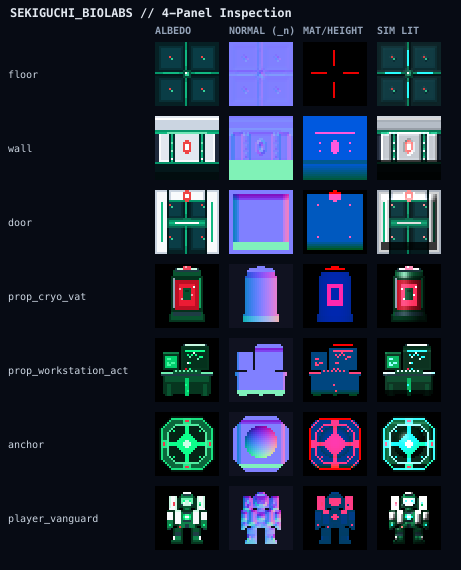 SEKIGUCHI_BIOLABS // 4-Panel Inspection
ALBEDO NORMAL (_n) MAT/HEIGHT SIM LIT
floor
wall
door
prop_cryo_vat
prop_workstation_act
anchor
player_vanguard